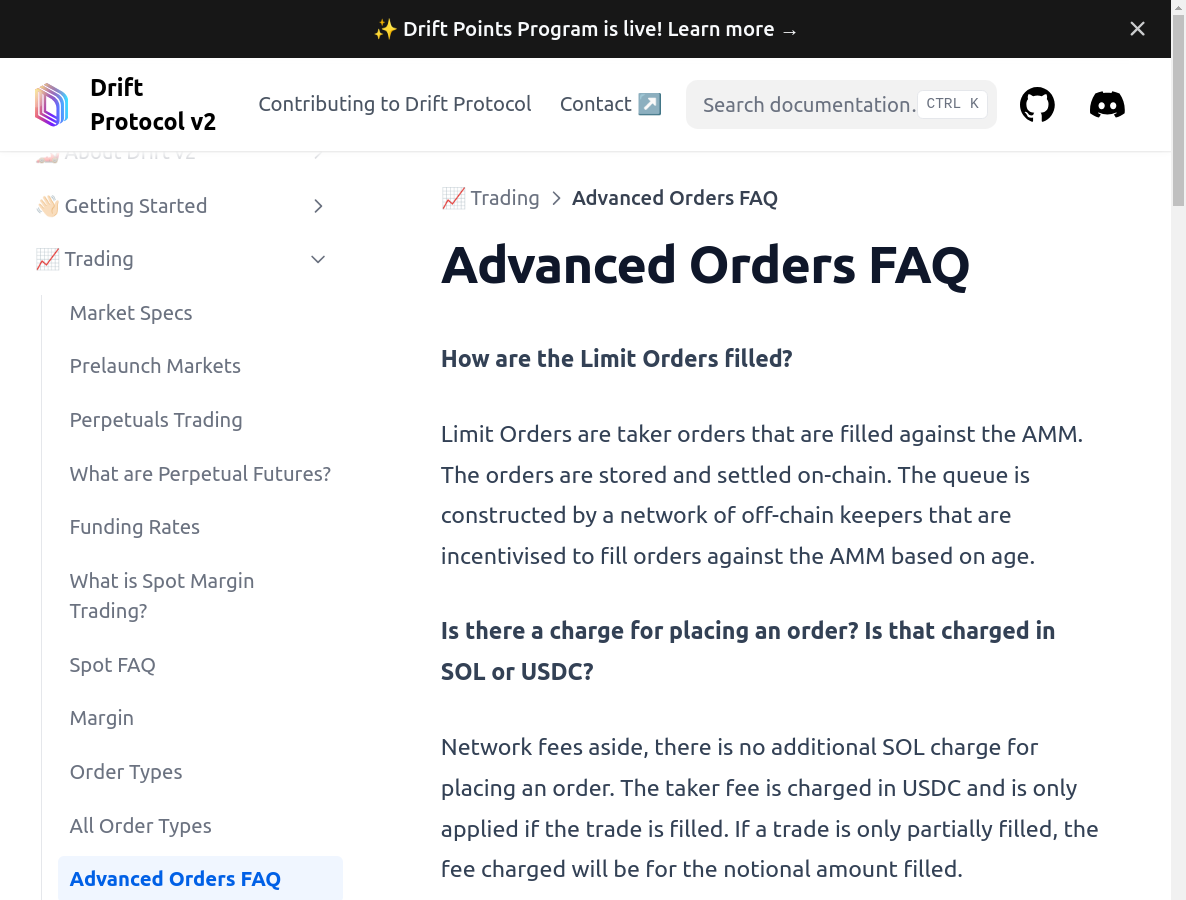 ✨ Drift Points Program is live! Learn more →
Drift
Protocol v2
Contributing to Drift Protocol
Contact ↗️
Search documentation.
CTRL K
About Drift v2
👋🏼 Getting Started
📈 Trading
Market Specs
Prelaunch Markets
Perpetuals Trading
What are Perpetual Futures?
Funding Rates
What is Spot Margin
Trading?
Spot FAQ
Margin
Order Types
All Order Types
Advanced Orders FAQ
📈 Trading > Advanced Orders FAQ
Advanced Orders FAQ
How are the Limit Orders filled?
Limit Orders are taker orders that are filled against the AMM.
The orders are stored and settled on-chain. The queue is
constructed by a network of off-chain keepers that are
incentivised to fill orders against the AMM based on age.
Is there a charge for placing an order? Is that charged in
SOL or USDC?
Network fees aside, there is no additional SOL charge for
placing an order. The taker fee is charged in USDC and is only
applied if the trade is filled. If a trade is only partially filled, the
fee charged will be for the notional amount filled.